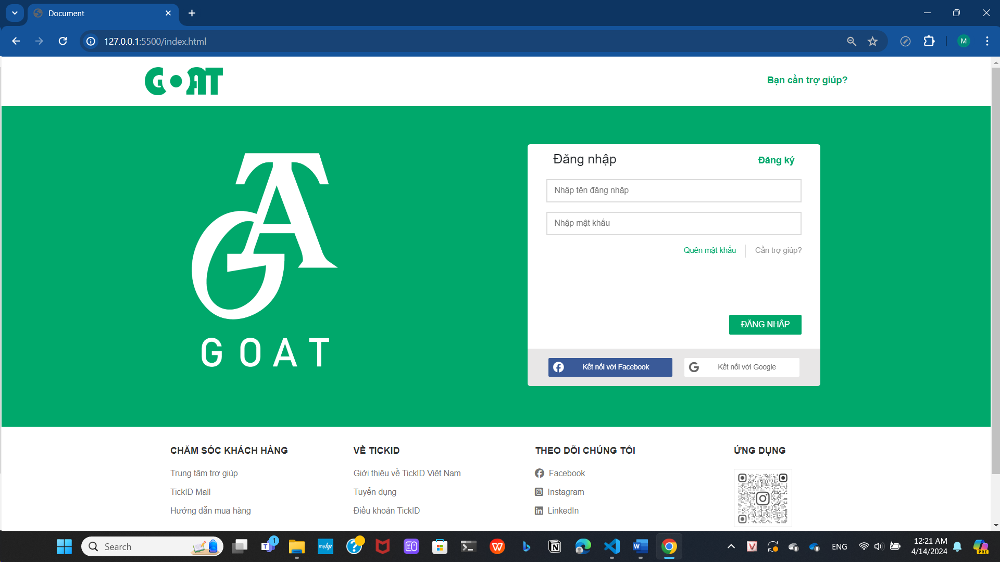 Document
127.0.0.1:5500/index.html
M
GOAT
Bạn cần trợ giúp?
GOAT
Đăng nhập
Đăng ký
Nhập tên đăng nhập
Nhập mật khâu
Quên mật khẩu
Cần trợ giúp?
ĐĂNG NHẬP
Kết nối với Facebook
Kết nối với Google
CHĂM SÓC KHÁCH HÀNG
Trung tâm trợ giúp
TickID Mall
Hướng dẫn mua hàng
VỀ TICKID
Giới thiệu về TickID Việt Nam
Tuyển dụng
Điều khoản TickID
THEO DÕI CHÚNG TÔI
Facebook
Instagram
LinkedIn
ỨNG DỤNG
Search
1
myhp
ENG
12:21 AM
4/14/2024
PRE